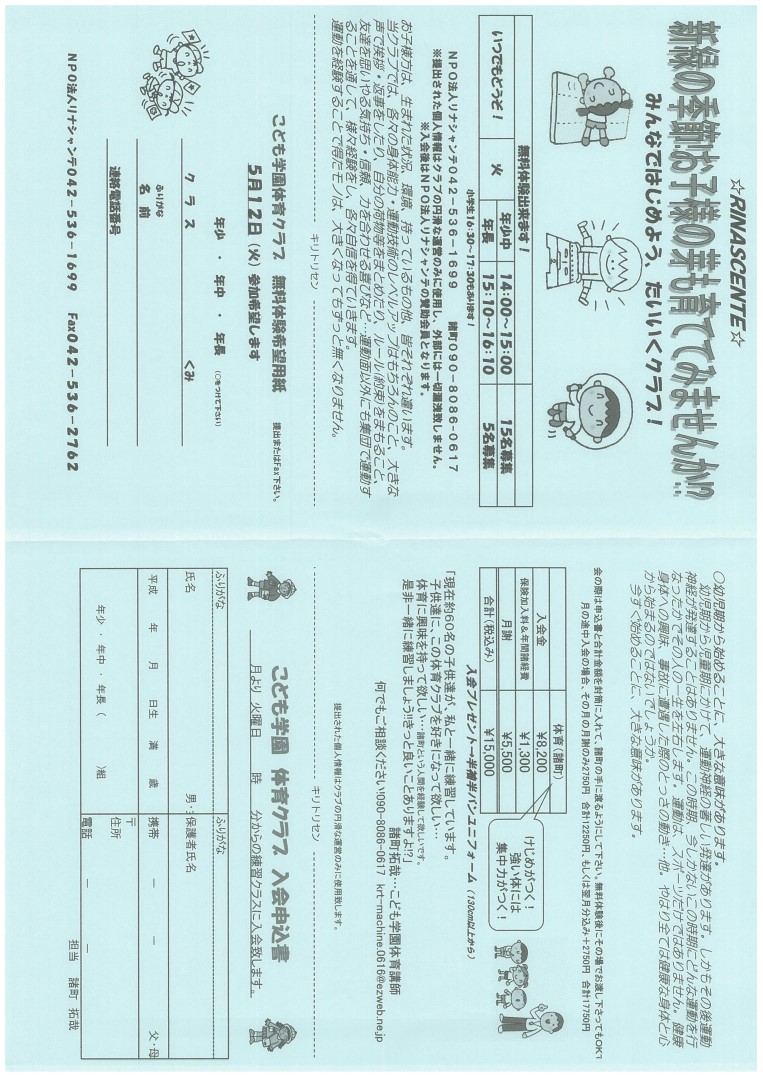 ☆RINASCENTE☆
新緑の季節!お子様の芽も育ててみませんか!?
みんなではじめよう、たいいくクラブ!
無料体験出来ます!
いつでもどうぞ! 火 年少中 14:00~15:00 15名募集
年長 15:10~16:10 5名募集
小学生16:30~17:30もあります!
NPO法人リナシャンテ042-536-1699 諸町090-8086-0617
※提出された個人情報はクラブの円滑な運営のみに使用し、外部には一切漏洩致しません。
※入会後はNPO法人リナシャンテの賛助会員となります。
お子様方は、生まれた状況、環境、持っているもの他、皆それぞれ違います。
当クラブでは、各々の身体能力・運動技術のレベルアップはもちろんのこと、大きな
声で挨拶・返事をしたり、自分の荷物等をまとめたり、ルール(約束)をまもること、
友達を思いやる気持ち・信頼、力を合わせる喜びなど…運動面以外にも集団で運動す
ることを通して、様々経験をし、各々自信を得ていきます。
運動を経験することで得たモノは、大きくなってもずっと無くなりません。
キリトリセン
こども学園体育クラブ 無料体験希望用紙 提出またはFax下さい。
5月12日(火)参加希望します
年少 ・ 年中 ・ 年長 (○をつけて下さい)
クラス くみ
ふりがな
名前
連絡電話番号
NPO法人リナシャンテ042-536-1699 Fax042-536-2762
○幼児期から始めることに、大きな意味があります。
幼児期から児童期にかけて、運動神経の著しい発達があります。しかもその後運動
神経が発達することはありません。この時期、今しかないこの時期にどんな運動を行
なったかでその人の一生を左右します。運動は、スポーツだけではありません。健康
身体への興味、事故に遭遇した際のとっさの動き…他。やはり全ては健康な身体と心
から始まるのではないでしょうか。
今すぐ始めることに、大きな意味があります。
会の際は申込書と合計金額を封筒に入れて、諸町の手に渡るようにして下さい。無料体験後にその場でお渡し下さってもOK
月の途中入会の場合、その月の月謝のみ2750円 合計12250円、もしくは翌月分込み+2750円 合計17750円
体育(諸町)
入会金 ¥8,200
保険加入料&年間諸経費 ¥1,300
月謝 ¥5,500
合計(税込み) ¥15,000
けじめがつく!
強い体には
集中力がつく!
入会プレゼント→半袖半パンユニフォーム (130cm以上から)
「現在約60名の子供達が、私と一緒に練習しています。
子供達に、この体育クラブを好きになって欲しい…
体育に興味を持って欲しい…諸町という人間を経験して欲しいです。
是非一緒に練習しましょう!!きっと良いことありますよ!?」
諸町拓哉…こども学園体育講師
何でもご相談ください!090-8086-0617 krt-machine.0616@ezweb.ne.jp
提出された個人情報はクラブの円滑な運営のみに使用致します。
キリトリセン
こども学園 体育クラブ 入会申込書
月より 火曜日 時 分からの練習クラスに入会致します。
ふりがな ふりがな
氏名 男・ 保護者氏名
平成 年 月 日生 満 歳 携帯 ー ー 父・母
〒
住所
年少 ・ 年中 ・ 年長 ( )組
電話 ー ー
担当 諸町 拓哉